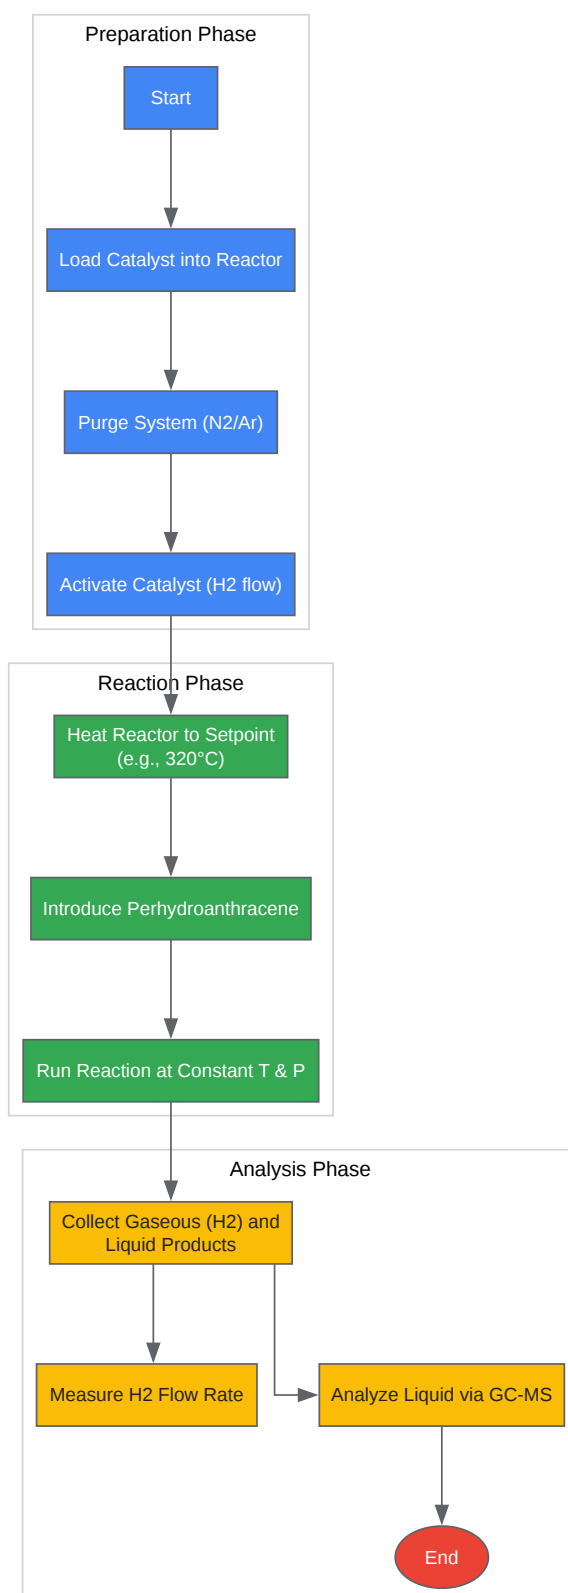 Preparation Phase
Start
Load Catalyst into Reactor
Purge System (N2/Ar)
Activate Catalyst (H2 flow)
Reaction Phase
Heat Reactor to Setpoint
(e.g., 320°C)
Introduce Perhydroanthracene
Run Reaction at Constant T & P
Analysis Phase
Collect Gaseous (H2) and
Liquid Products
Measure H2 Flow Rate
Analyze Liquid via GC-MS
End